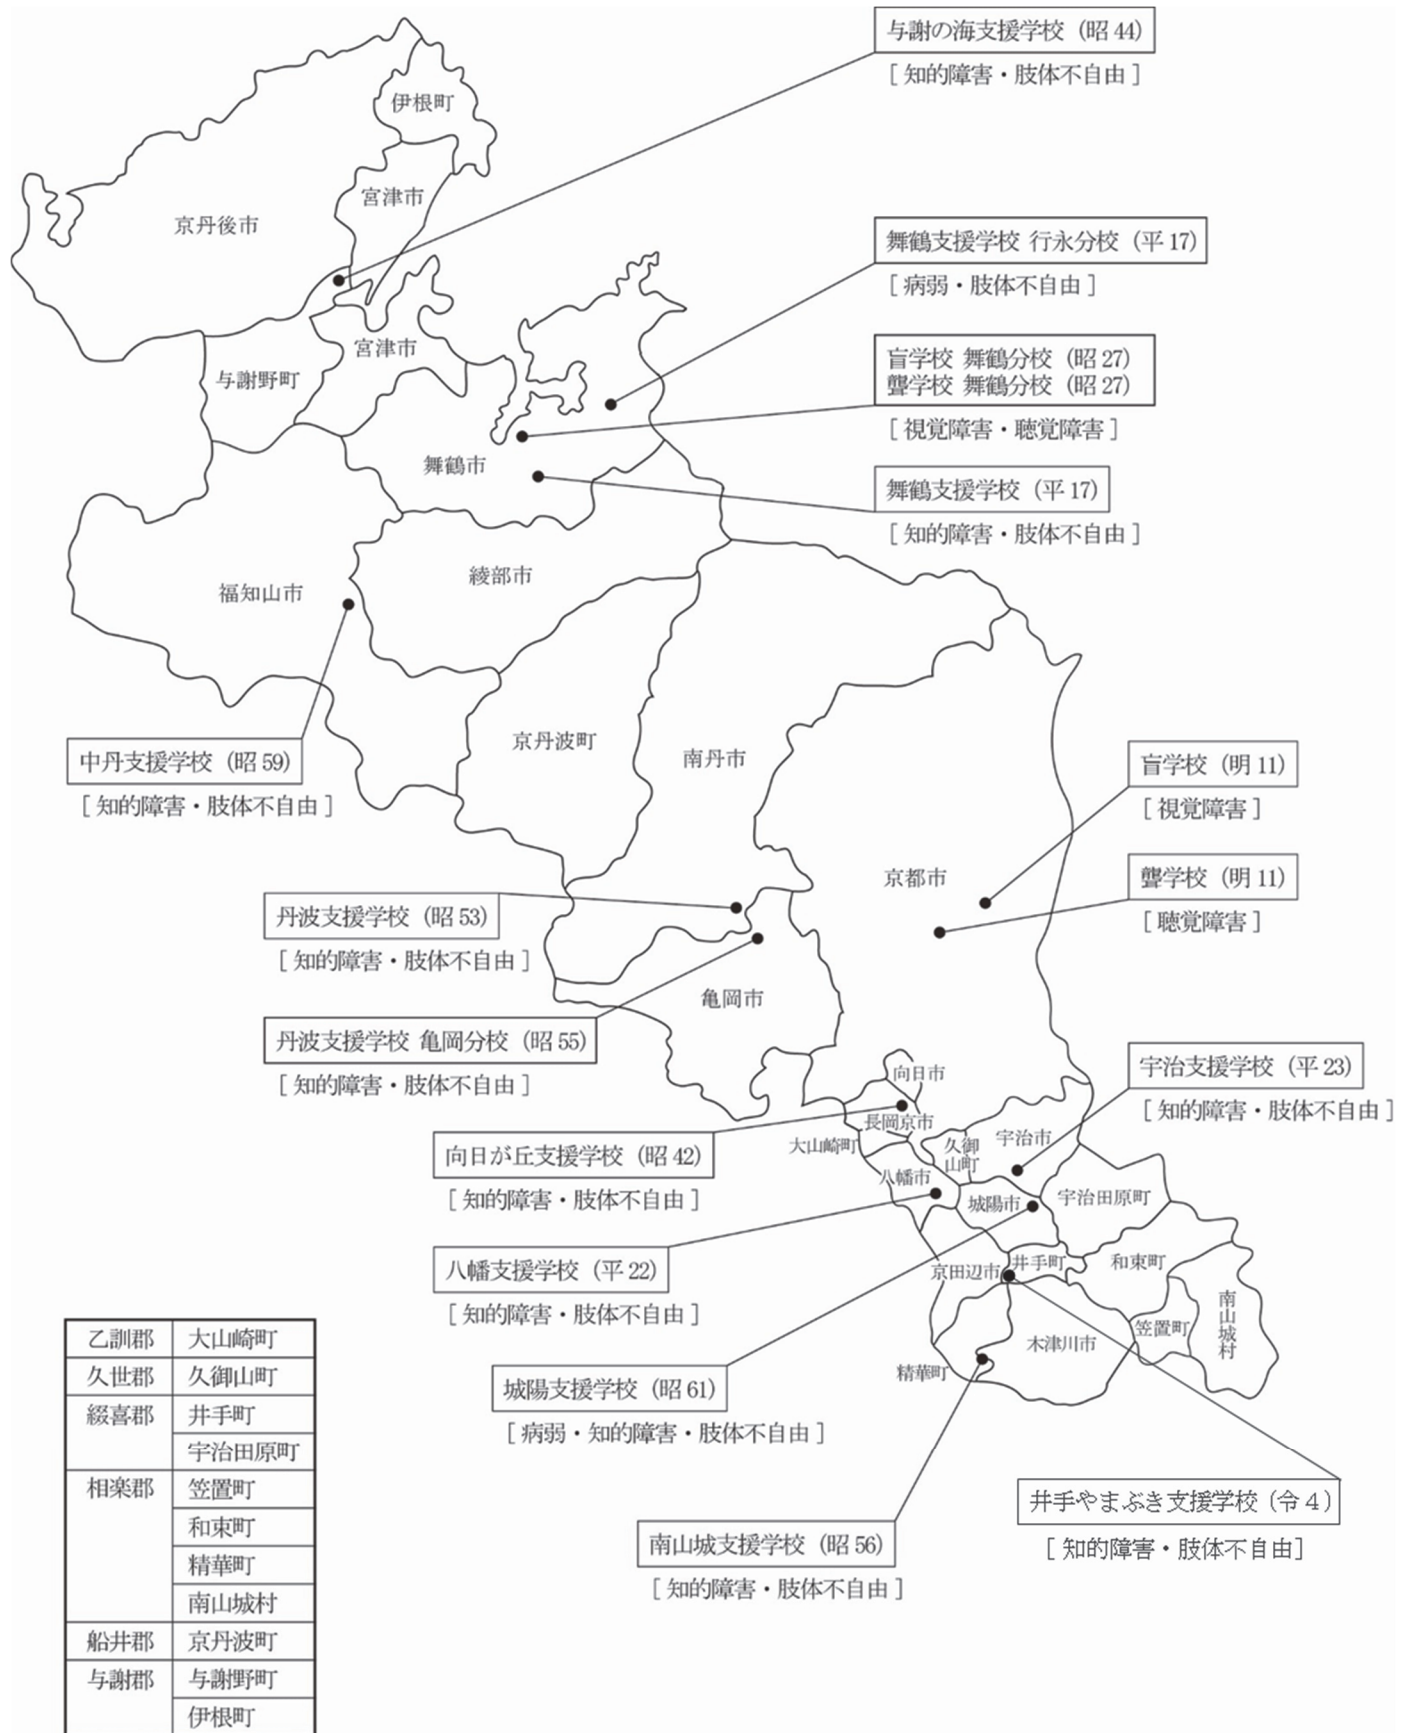 与謝の海支援学校（昭 44）
［ 知的障害・肢体不自由 ］
伊根町
宮津市
京丹後市
舞鶴支援学校 行永分校（平 17）
［ 病弱・肢体不自由 ］
宮津市
与謝野町
盲学校 舞鶴分校（昭 27）
聾学校 舞鶴分校（昭 27）
［ 視覚障害・聴覚障害 ］
舞鶴市
舞鶴支援学校（平 17）
［ 知的障害・肢体不自由 ］
綾部市
福知山市
京丹波町
南丹市
中丹支援学校（昭 59）
［ 知的障害・肢体不自由 ］
盲学校（明 11）
［ 視覚障害 ］
京都市
聾学校（明 11）
［ 聴覚障害 ］
丹波支援学校（昭 53）
［ 知的障害・肢体不自由 ］
亀岡市
丹波支援学校 亀岡分校（昭 55）
［ 知的障害・肢体不自由 ］
向日市
宇治支援学校（平 23）
［ 知的障害・肢体不自由 ］
長岡京市
大山崎町
久御
山町
宇治市
向日が丘支援学校（昭 42）
［ 知的障害・肢体不自由 ］
八幡市
城陽市
宇治田原町
八幡支援学校（平 22）
［ 知的障害・肢体不自由 ］
京田辺市
井手町
和束町
南山城村
笠置町
木津川市
精華町
城陽支援学校（昭 61）
［ 病弱・知的障害・肢体不自由 ］
井手やまぶき支援学校（令４）
［ 知的障害・肢体不自由］
南山城支援学校（昭 56）
［ 知的障害・肢体不自由 ］
乙訓郡 大山崎町
久世郡 久御山町
綴喜郡 井手町
宇治田原町
相楽郡 笠置町
和束町
精華町
南山城村
船井郡 京丹波町
与謝郡 与謝野町
伊根町